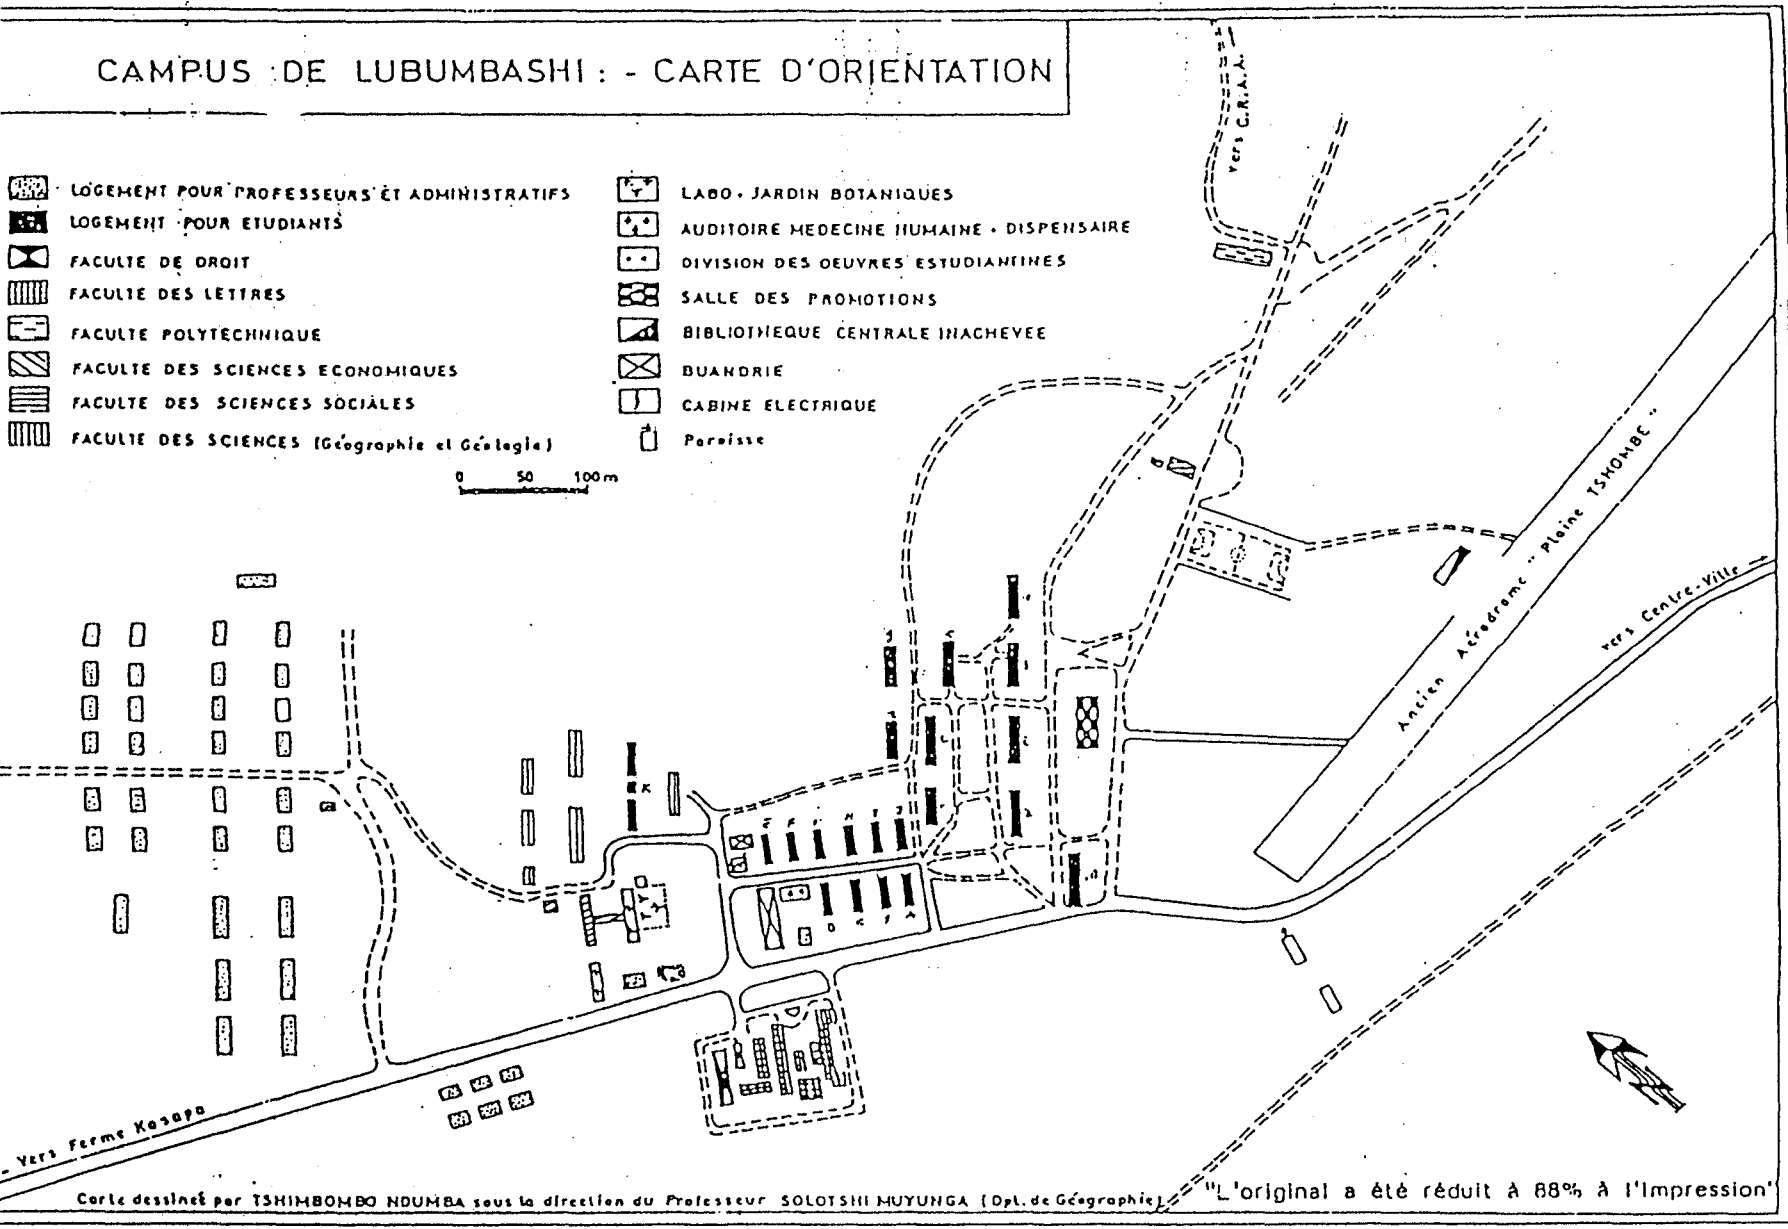 CAMPUS DE LUBUMBASHI : - CARTE D'ORIENTATION
LOGEMENT POUR PROFESSEURS ET ADMINISTRATIFS
LOGEMENT POUR ETUDIANTS
FACULTE DE DROIT
FACULTE DES LETTRES
FACULTE POLYTECHNIQUE
FACULTE DES SCIENCES ECONOMIQUES
FACULTE DES SCIENCES SOCIALES
FACULTE DES SCIENCES (Géographie et Géologie)
LABO. JARDIN BOTANIQUES
AUDITOIRE MEDECINE HUMAINE . DISPENSAIRE
DIVISION DES OEUVRES ESTUDIANTINES
SALLE DES PROMOTIONS
BIBLIOTHEQUE CENTRALE INACHEVEE
BUANDRIE
CABINE ELECTRIQUE
Paroisse
0 50 100 m
vers C.R.A.A.
Ancien Aérodrome "Plaine TSHOMBE"
vers Centre-Ville
Vers Ferme Kasapa
Carte dessineé par TSHIMBOMBO NDUMBA sous la direction du Professeur SOLOTSHI MUYUNGA (Dpt. de Géographie)
"L'original a été réduit à 88% à l'impression"